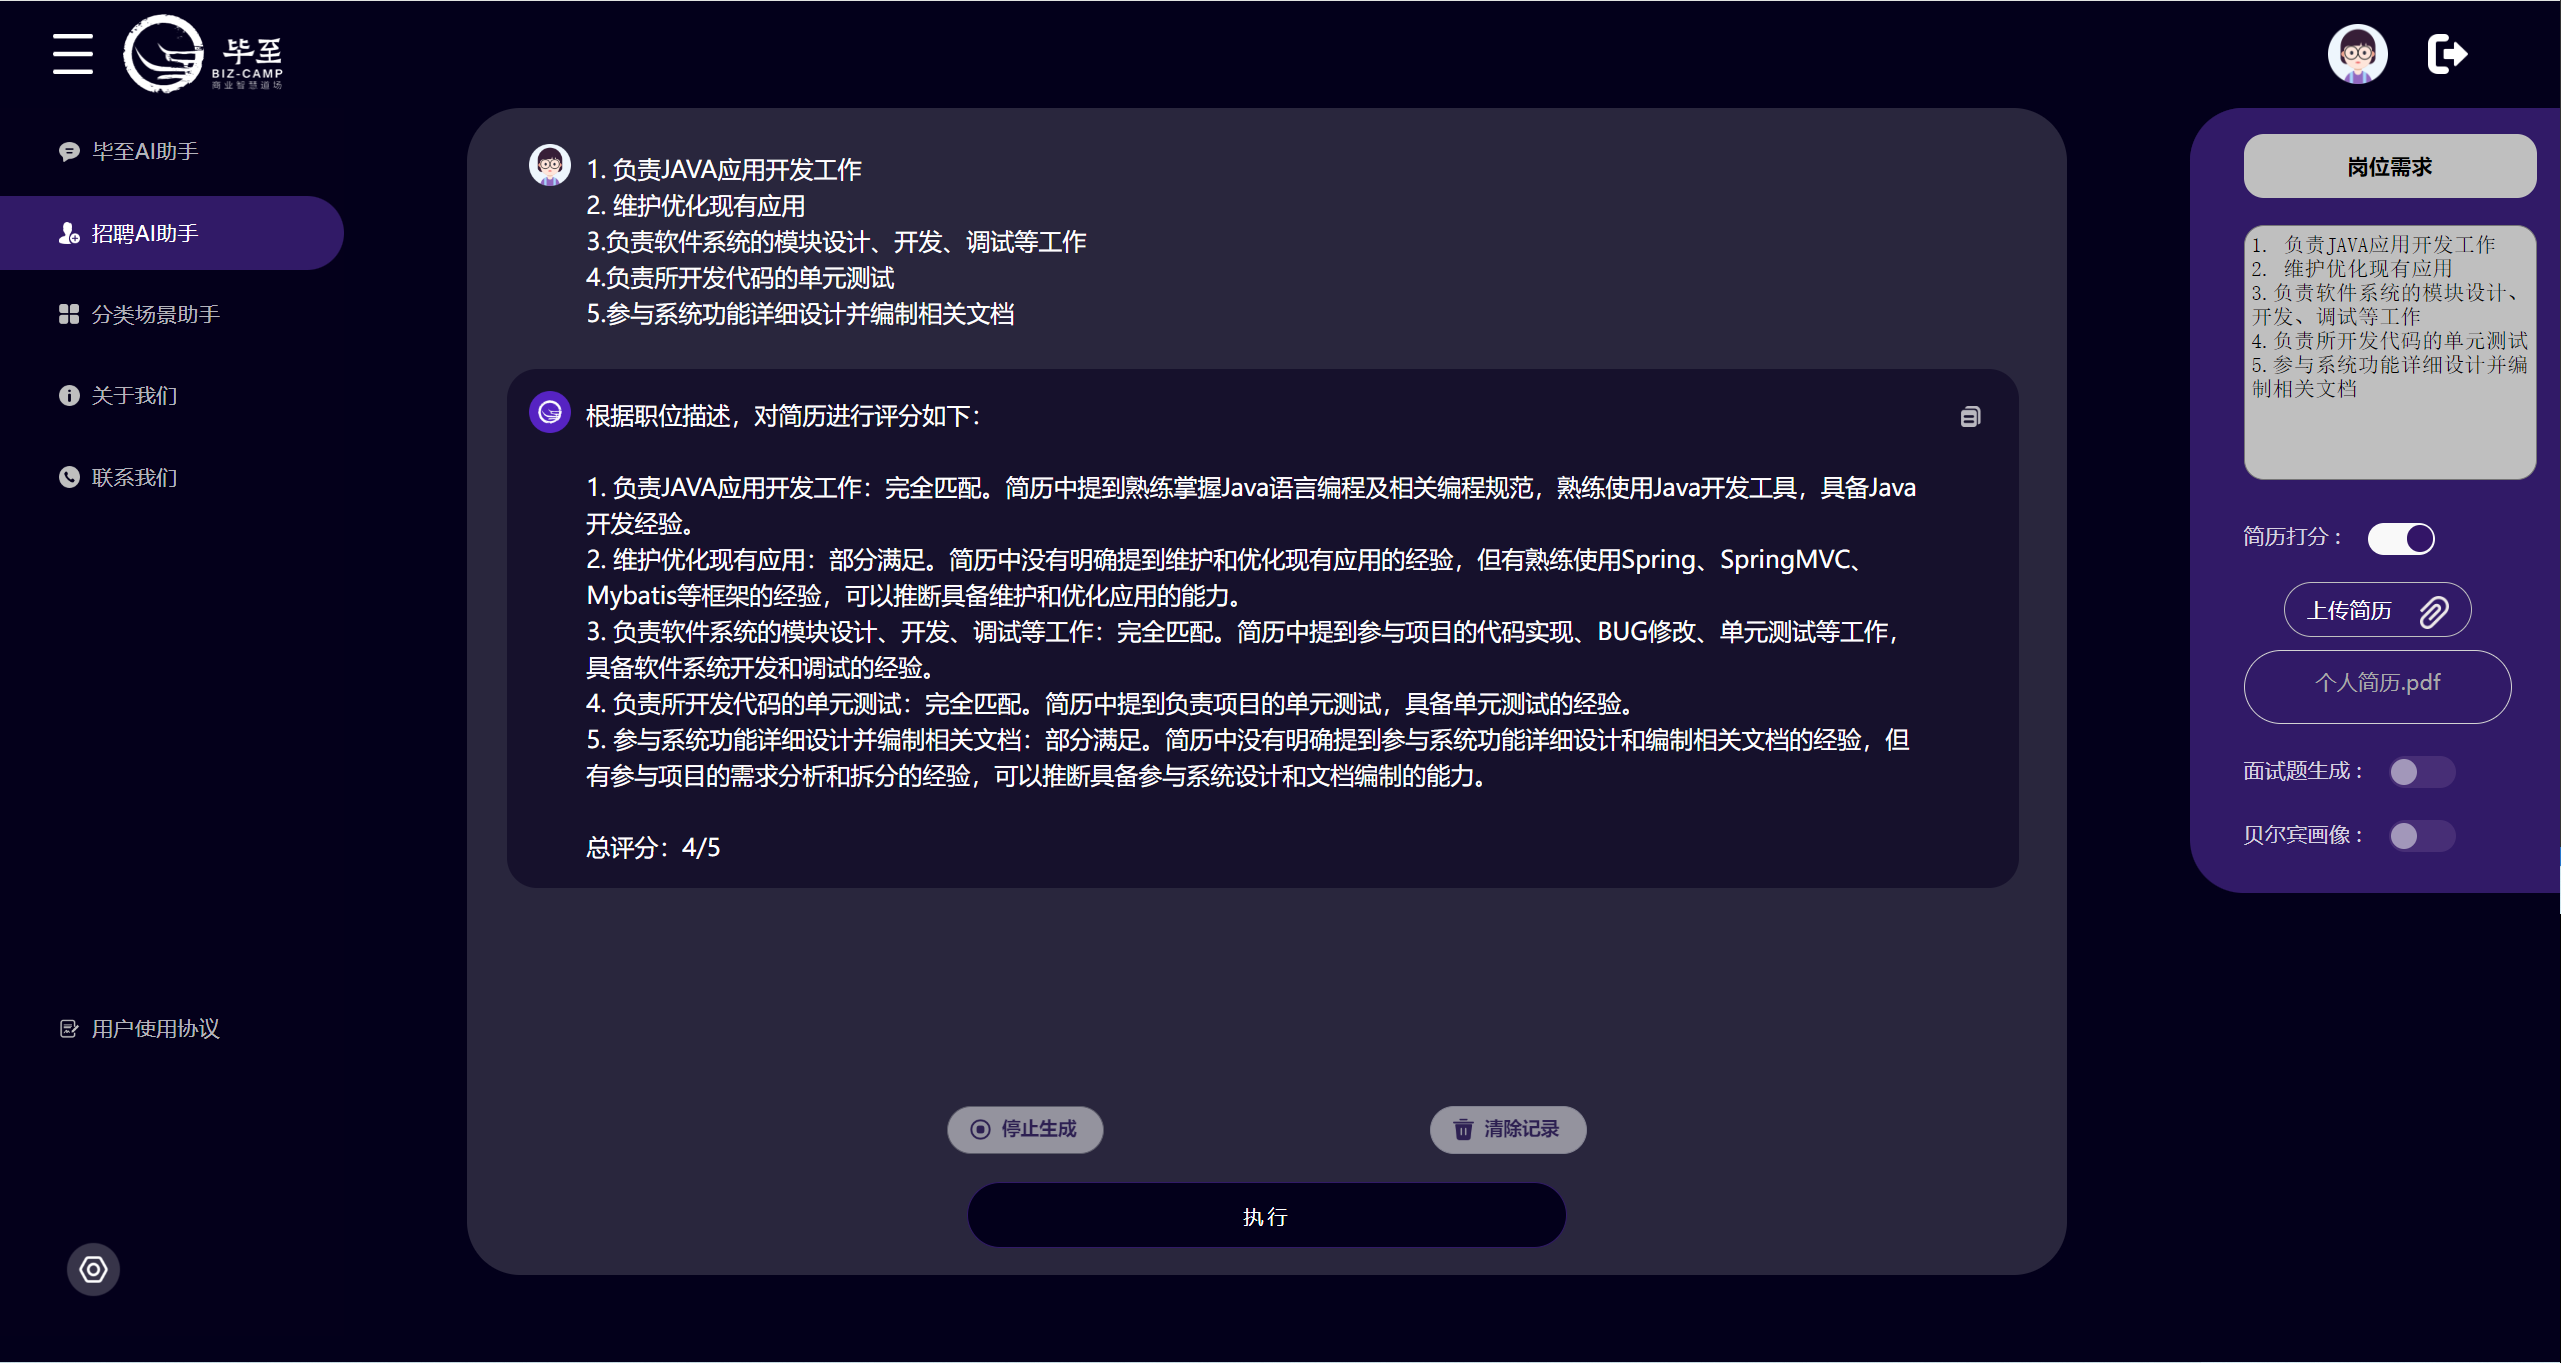 毕至
BIZ-CAMP
商业智慧道场
毕至AI助手
招聘AI助手
分类场景助手
关于我们
联系我们
用户使用协议
1. 负责JAVA应用开发工作
2. 维护优化现有应用
3.负责软件系统的模块设计、开发、调试等工作
4.负责所开发代码的单元测试
5.参与系统功能详细设计并编制相关文档
根据职位描述，对简历进行评分如下：
1. 负责JAVA应用开发工作：完全匹配。简历中提到熟练掌握Java语言编程及相关编程规范，熟练使用Java开发工具，具备Java
开发经验。
2. 维护优化现有应用：部分满足。简历中没有明确提到维护和优化现有应用的经验，但有熟练使用Spring、SpringMVC、
Mybatis等框架的经验，可以推断具备维护和优化应用的能力。
3. 负责软件系统的模块设计、开发、调试等工作：完全匹配。简历中提到参与项目的代码实现、BUG修改、单元测试等工作，
具备软件系统开发和调试的经验。
4. 负责所开发代码的单元测试：完全匹配。简历中提到负责项目的单元测试，具备单元测试的经验。
5. 参与系统功能详细设计并编制相关文档：部分满足。简历中没有明确提到参与系统功能详细设计和编制相关文档的经验，但
有参与项目的需求分析和拆分的经验，可以推断具备参与系统设计和文档编制的能力。
总评分：4/5
停止生成
清除记录
执行
岗位需求
1. 负责JAVA应用开发工作
2. 维护优化现有应用
3.负责软件系统的模块设计、
开发、调试等工作
4.负责所开发代码的单元测试
5.参与系统功能详细设计并编
制相关文档
简历打分：
上传简历
个人简历.pdf
面试题生成：
贝尔宾画像：